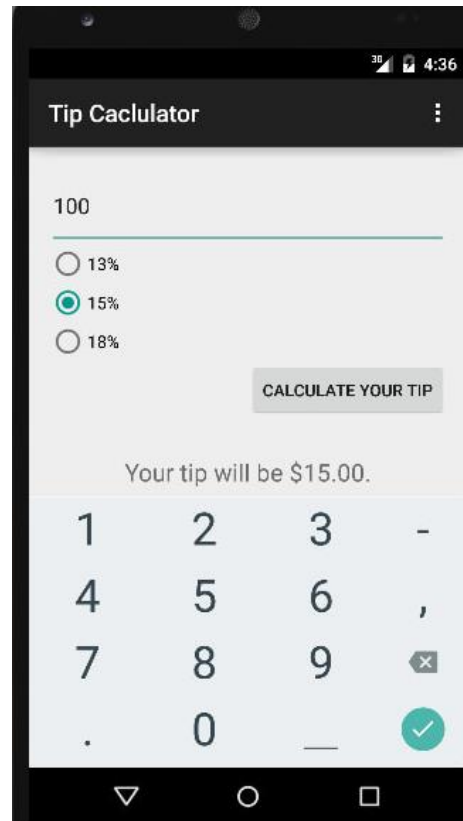 3G 4:36
Tip Caclulator
100
13%
15%
18%
CALCULATE YOUR TIP
Your tip will be $15.00.
1 2 3 -
4 5 6 ,
7 8 9
. 0 _